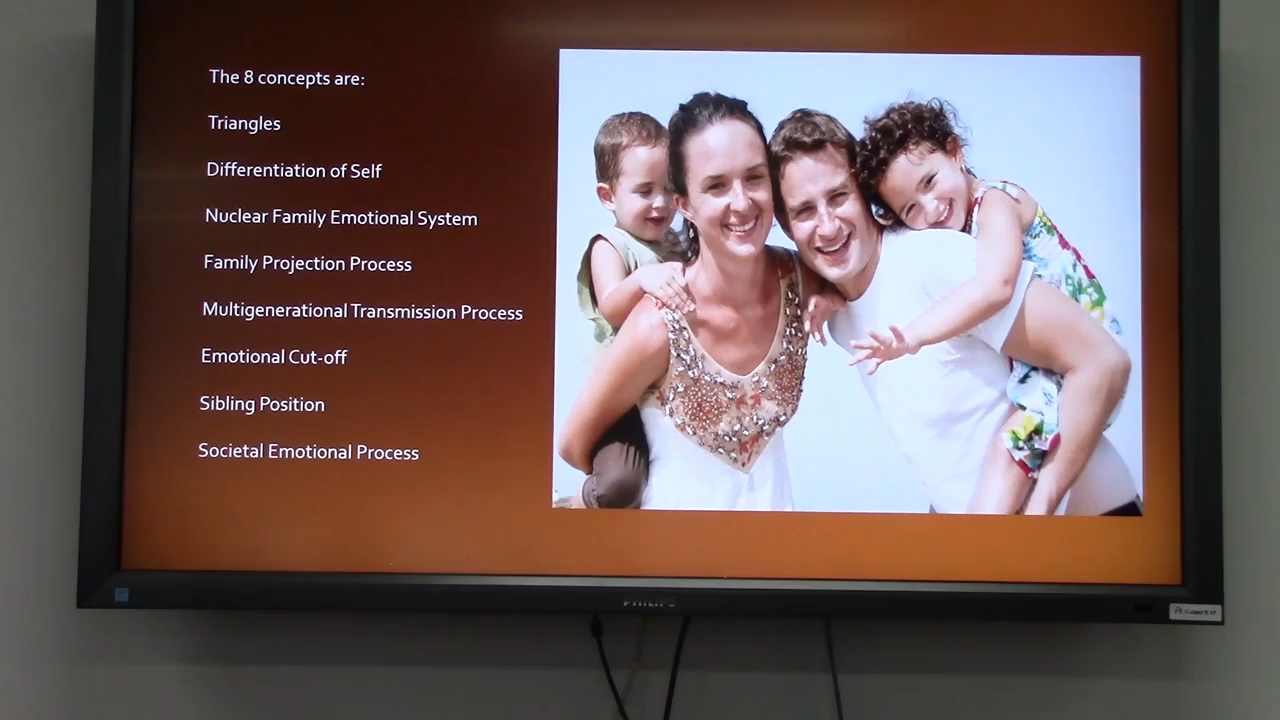 The 8 concepts are:
Triangles
Differentiation of Self
Nuclear Family Emotional System
Family Projection Process
Multigenerational Transmission Process
Emotional Cut-off
Sibling Position
Societal Emotional Process
PHILIPS